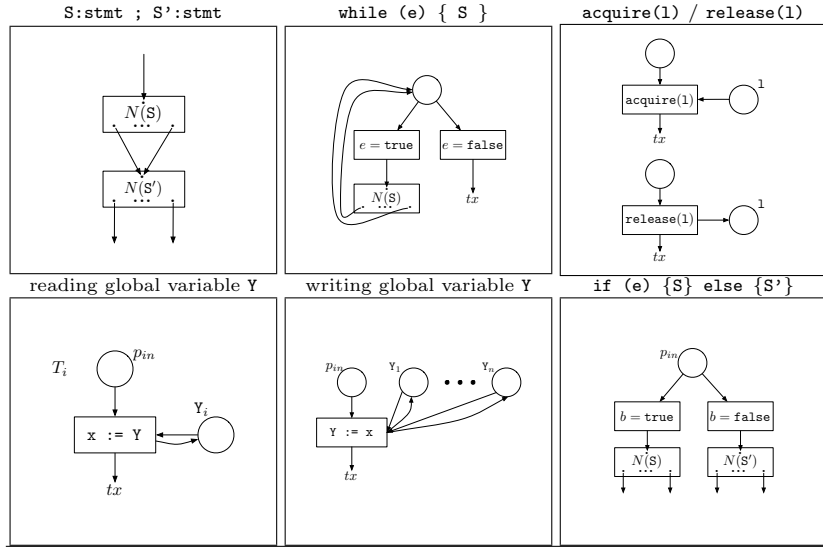 S:stmt ; S':stmt
N(S)
...
N(S')
...
while (e) { S }
e = true
e = false
N(S)
...
tx
acquire(l) / release(l)
l
acquire(l)
tx
l
release(l)
tx
reading global variable Y
T_i
p_in
Y_i
x := Y
tx
writing global variable Y
p_in
Y_1
• • •
Y_n
Y := x
tx
if (e) {S} else {S'}
p_in
b = true
b = false
N(S)
...
N(S')
...